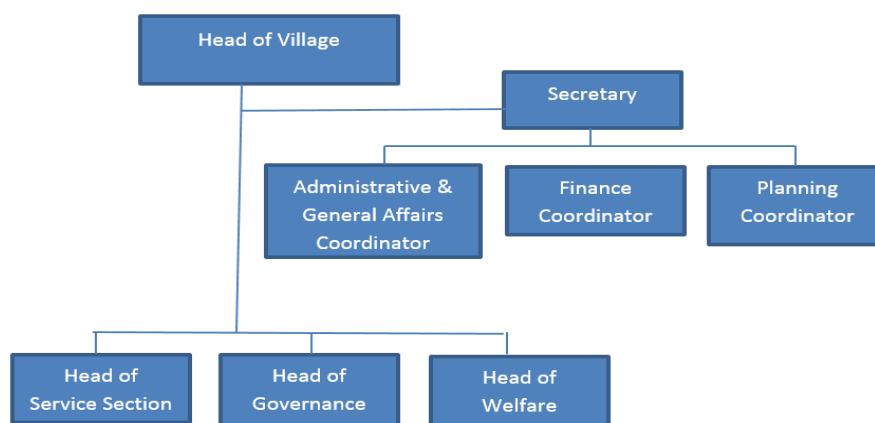 Head of Village
Secretary
Administrative &
General Affairs
Coordinator
Finance
Coordinator
Planning
Coordinator
Head of
Service Section
Head of
Governance
Head of
Welfare